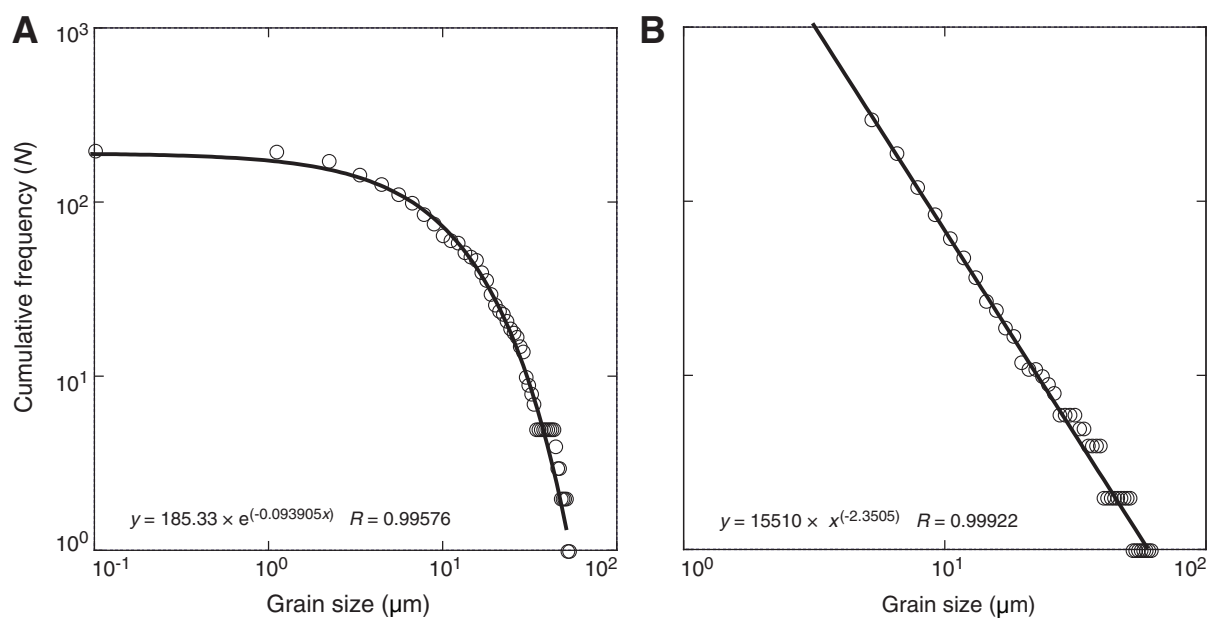 A
B
10³
10²
10¹
10⁰
Cumulative frequency (N)
y = 185.33 × e(-0.093905x) R = 0.99576
10-1
10⁰
10¹
10²
Grain size (µm)
y = 15510 × x(-2.3505) R = 0.99922
10⁰
10¹
10²
Grain size (µm)